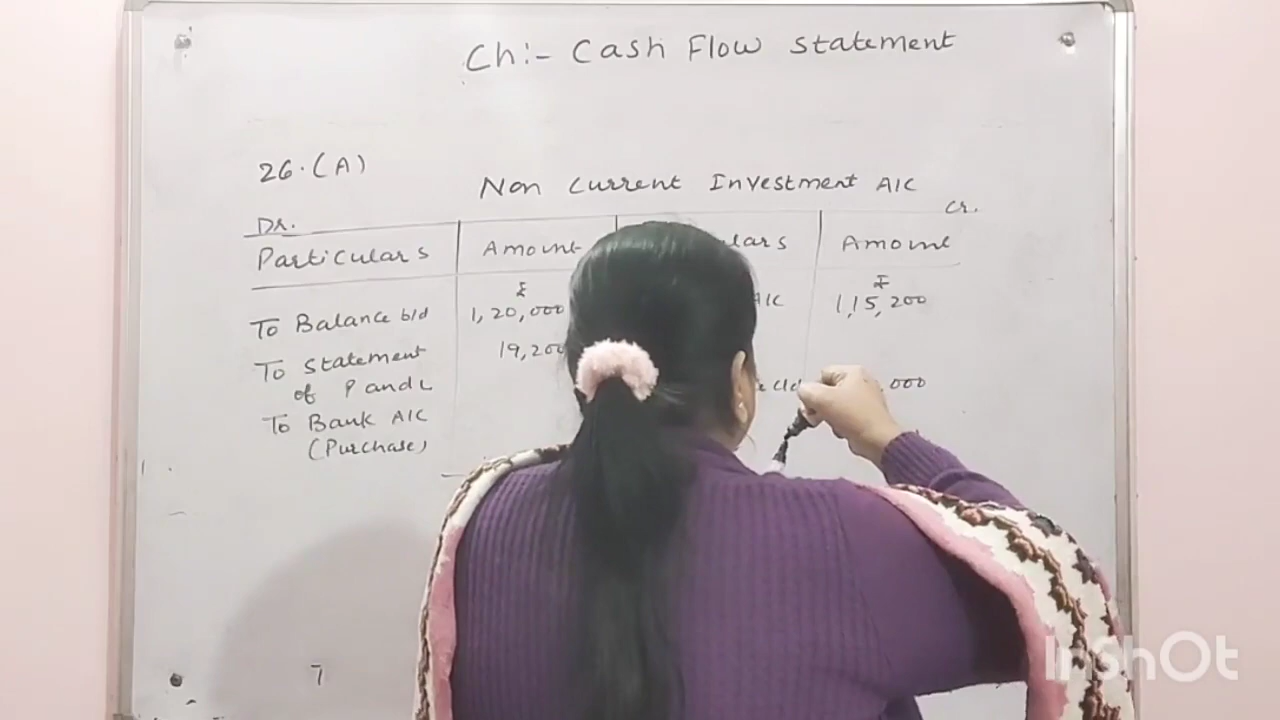 Ch:- Cash Flow Statement
26.(A)
Non Current Investment A/C
Dr.
Cr.
Particulars Amount lars Amount
₹ ₹
To Balance b/d 1,20,000 A/C 1,15,200
To Statement 19,200
of P and L c/d ,000
To Bank A/C
(Purchase)
7
InShOt